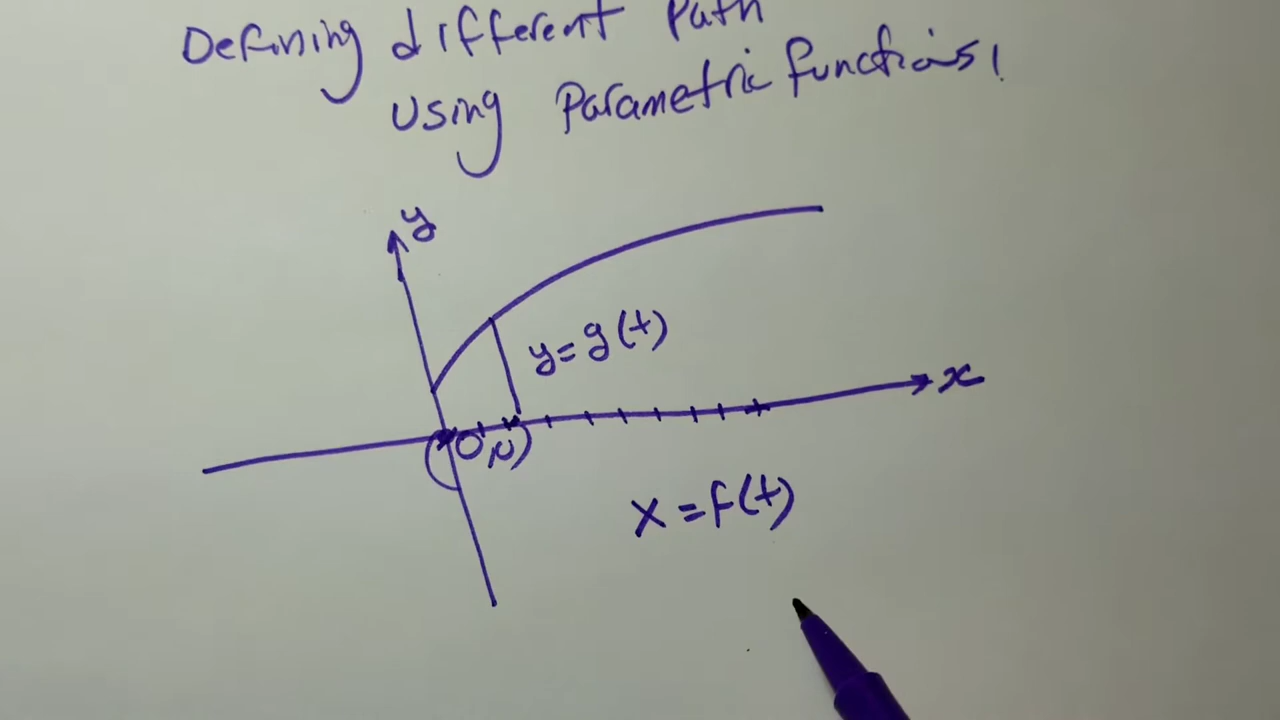 Defining different Path
Using Parametric functions!
y
y=g(t)
x
(0,0)
x=f(t)